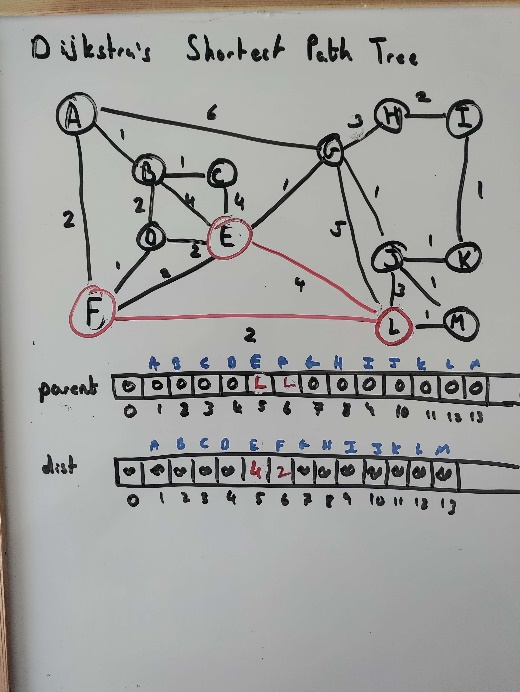 Dijkstra's Shortest Path Tree
A 6 G 3 H 2 I
1
B 1 C 1 1
2 2 4 4 5 1
D 2 E J 1 K
1 2 4 3 1
F 2 L 1 M
A B C D E F G H I J K L M
parent 0 0 0 0 0 L L 0 0 0 0 0 0 0
0 1 2 3 4 5 6 7 8 9 10 11 12 13
A B C D E F G H I J K L M
dist ∞ ∞ ∞ ∞ ∞ 4 2 ∞ ∞ ∞ ∞ ∞ ∞ ∞
0 1 2 3 4 5 6 7 8 9 10 11 12 13